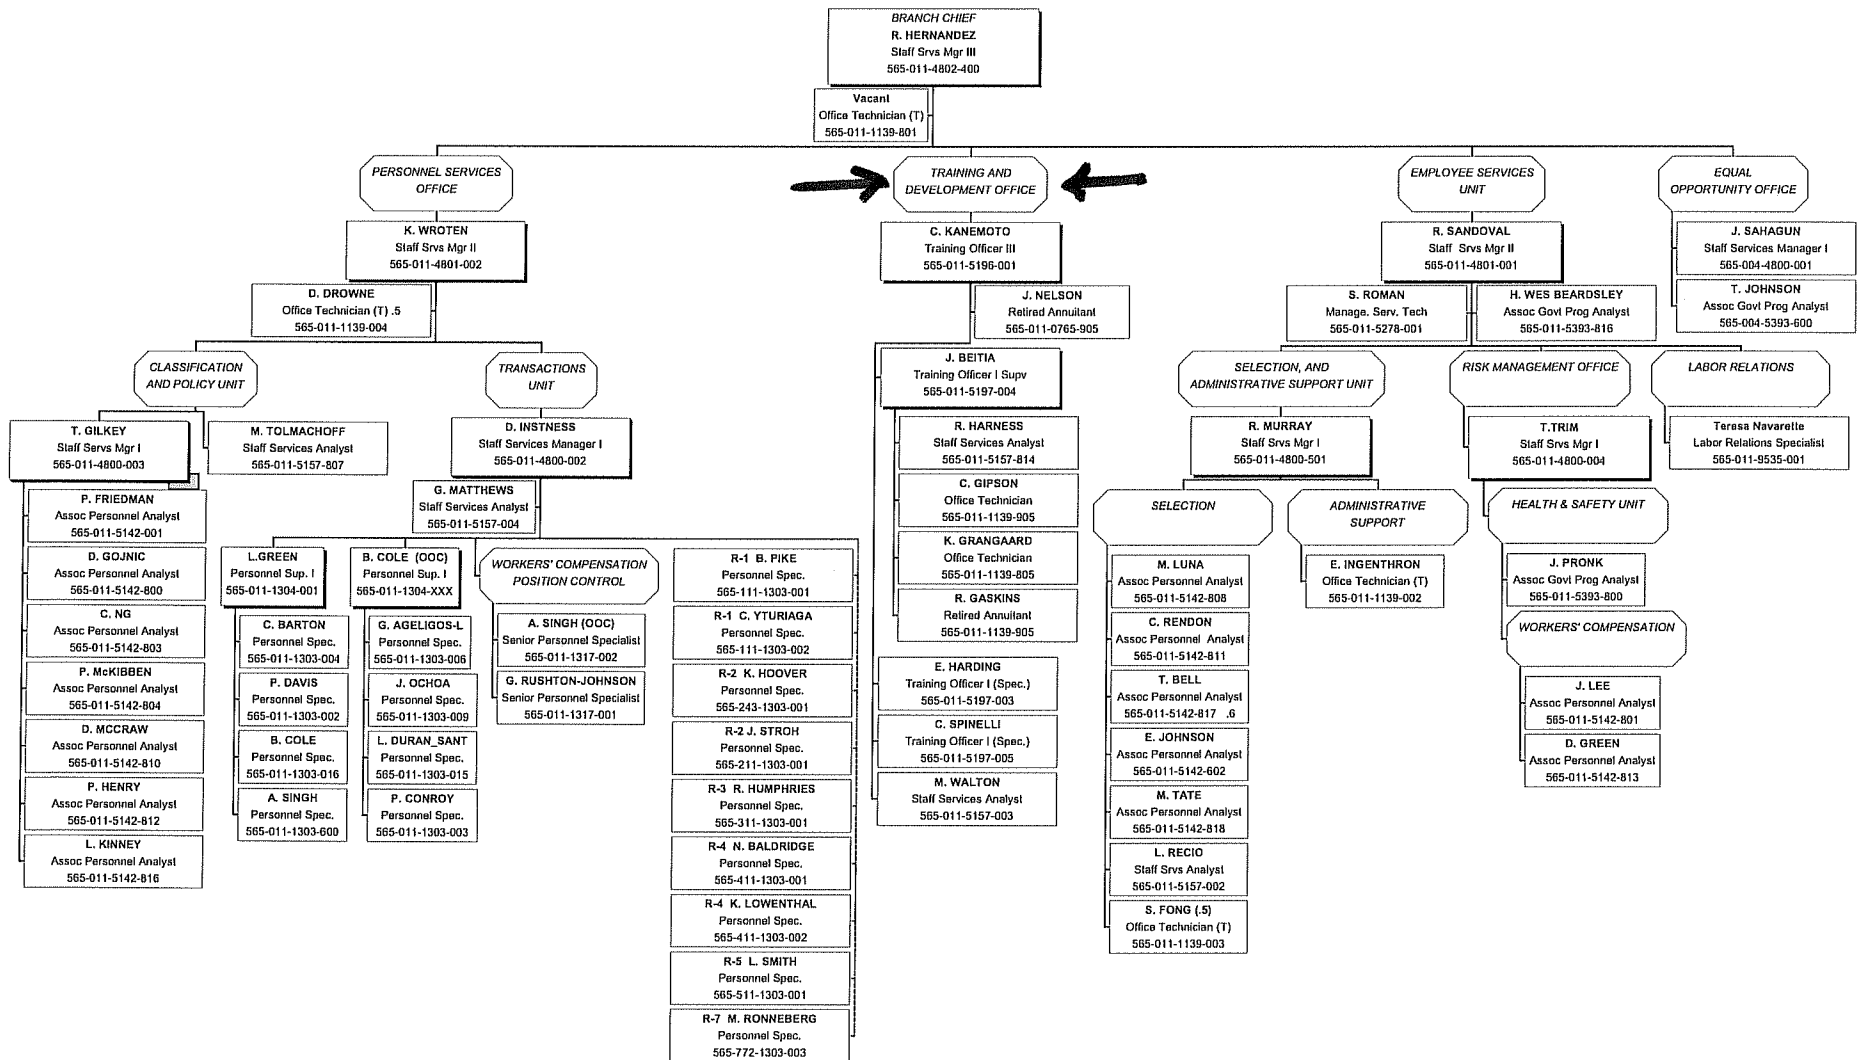 BRANCH CHIEF
R. HERNANDEZ
Staff Srvs Mgr III
565-011-4802-400
Vacant
Office Technician (T)
565-011-1139-801
PERSONNEL SERVICES
OFFICE
K. WROTEN
Staff Srvs Mgr II
565-011-4801-002
D. DROWNE
Office Technician (T) .5
565-011-1139-004
CLASSIFICATION
AND POLICY UNIT
T. GILKEY
Staff Servs Mgr I
565-011-4800-003
M. TOLMACHOFF
Staff Services Analyst
565-011-5157-807
P. FRIEDMAN
Assoc Personnel Analyst
565-011-5142-001
D. GOJNIC
Assoc Personnel Analyst
565-011-5142-800
C. NG
Assoc Personnel Analyst
565-011-5142-803
P. McKIBBEN
Assoc Personnel Analyst
565-011-5142-804
D. MCCRAW
Assoc Personnel Analyst
565-011-5142-810
P. HENRY
Assoc Personnel Analyst
565-011-5142-812
L. KINNEY
Assoc Personnel Analyst
565-011-5142-816
TRANSACTIONS
UNIT
D. INSTNESS
Staff Services Manager I
565-011-4800-002
G. MATTHEWS
Staff Services Analyst
565-011-5157-004
L.GREEN
Personnel Sup. I
565-011-1304-001
C. BARTON
Personnel Spec.
565-011-1303-004
P. DAVIS
Personnel Spec.
565-011-1303-002
B. COLE
Personnel Spec.
565-011-1303-016
A. SINGH
Personnel Spec.
565-011-1303-600
B. COLE (OOC)
Personnel Sup. I
565-011-1304-XXX
G. AGELIGOS-L
Personnel Spec.
565-011-1303-006
J. OCHOA
Personnel Spec.
565-011-1303-009
L. DURAN_SANT
Personnel Spec.
565-011-1303-015
P. CONROY
Personnel Spec.
565-011-1303-003
WORKERS' COMPENSATION
POSITION CONTROL
A. SINGH (OOC)
Senior Personnel Specialist
565-011-1317-002
G. RUSHTON-JOHNSON
Senior Personnel Specialist
565-011-1317-001
R-1 B. PIKE
Personnel Spec.
565-111-1303-001
R-1 C. YTURIAGA
Personnel Spec.
565-111-1303-002
R-2 K. HOOVER
Personnel Spec.
565-243-1303-001
R-2 J. STROH
Personnel Spec.
565-211-1303-001
R-3 R. HUMPHRIES
Personnel Spec.
565-311-1303-001
R-4 N. BALDRIDGE
Personnel Spec.
565-411-1303-001
R-4 K. LOWENTHAL
Personnel Spec.
565-411-1303-002
R-5 L. SMITH
Personnel Spec.
565-511-1303-001
R-7 M. RONNEBERG
Personnel Spec.
565-772-1303-003
TRAINING AND
DEVELOPMENT OFFICE
C. KANEMOTO
Training Officer III
565-011-5196-001
J. NELSON
Retired Annuitant
565-011-0765-905
J. BEITIA
Training Officer I Supv
565-011-5197-004
R. HARNESS
Staff Services Analyst
565-011-5157-814
C. GIPSON
Office Technician
565-011-1139-905
K. GRANGAARD
Office Technician
565-011-1139-805
R. GASKINS
Retired Annuitant
565-011-1139-905
E. HARDING
Training Officer I (Spec.)
565-011-5197-003
C. SPINELLI
Training Officer I (Spec.)
565-011-5197-005
M. WALTON
Staff Services Analyst
565-011-5157-003
EMPLOYEE SERVICES
UNIT
R. SANDOVAL
Staff Srvs Mgr II
565-011-4801-001
S. ROMAN
Manage. Serv. Tech
565-011-5278-001
H. WES BEARDSLEY
Assoc Govt Prog Analyst
565-011-5393-816
SELECTION, AND
ADMINISTRATIVE SUPPORT UNIT
R. MURRAY
Staff Srvs Mgr I
565-011-4800-501
SELECTION
M. LUNA
Assoc Personnel Analyst
565-011-5142-808
C. RENDON
Assoc Personnel Analyst
565-011-5142-811
T. BELL
Assoc Personnel Analyst
565-011-5142-817 .6
E. JOHNSON
Assoc Personnel Analyst
565-011-5142-602
M. TATE
Assoc Personnel Analyst
565-011-5142-818
L. RECIO
Staff Srvs Analyst
565-011-5157-002
S. FONG (.5)
Office Technician (T)
565-011-1139-003
ADMINISTRATIVE
SUPPORT
E. INGENTHRON
Office Technician (T)
565-011-1139-002
RISK MANAGEMENT OFFICE
T.TRIM
Staff Srvs Mgr I
565-011-4800-004
HEALTH & SAFETY UNIT
J. PRONK
Assoc Govt Prog Analyst
565-011-5393-800
WORKERS' COMPENSATION
J. LEE
Assoc Personnel Analyst
565-011-5142-801
D. GREEN
Assoc Personnel Analyst
565-011-5142-813
LABOR RELATIONS
Teresa Navarette
Labor Relations Specialist
565-011-9535-001
EQUAL
OPPORTUNITY OFFICE
J. SAHAGUN
Staff Services Manager I
565-004-4800-001
T. JOHNSON
Assoc Govt Prog Analyst
565-004-5393-600